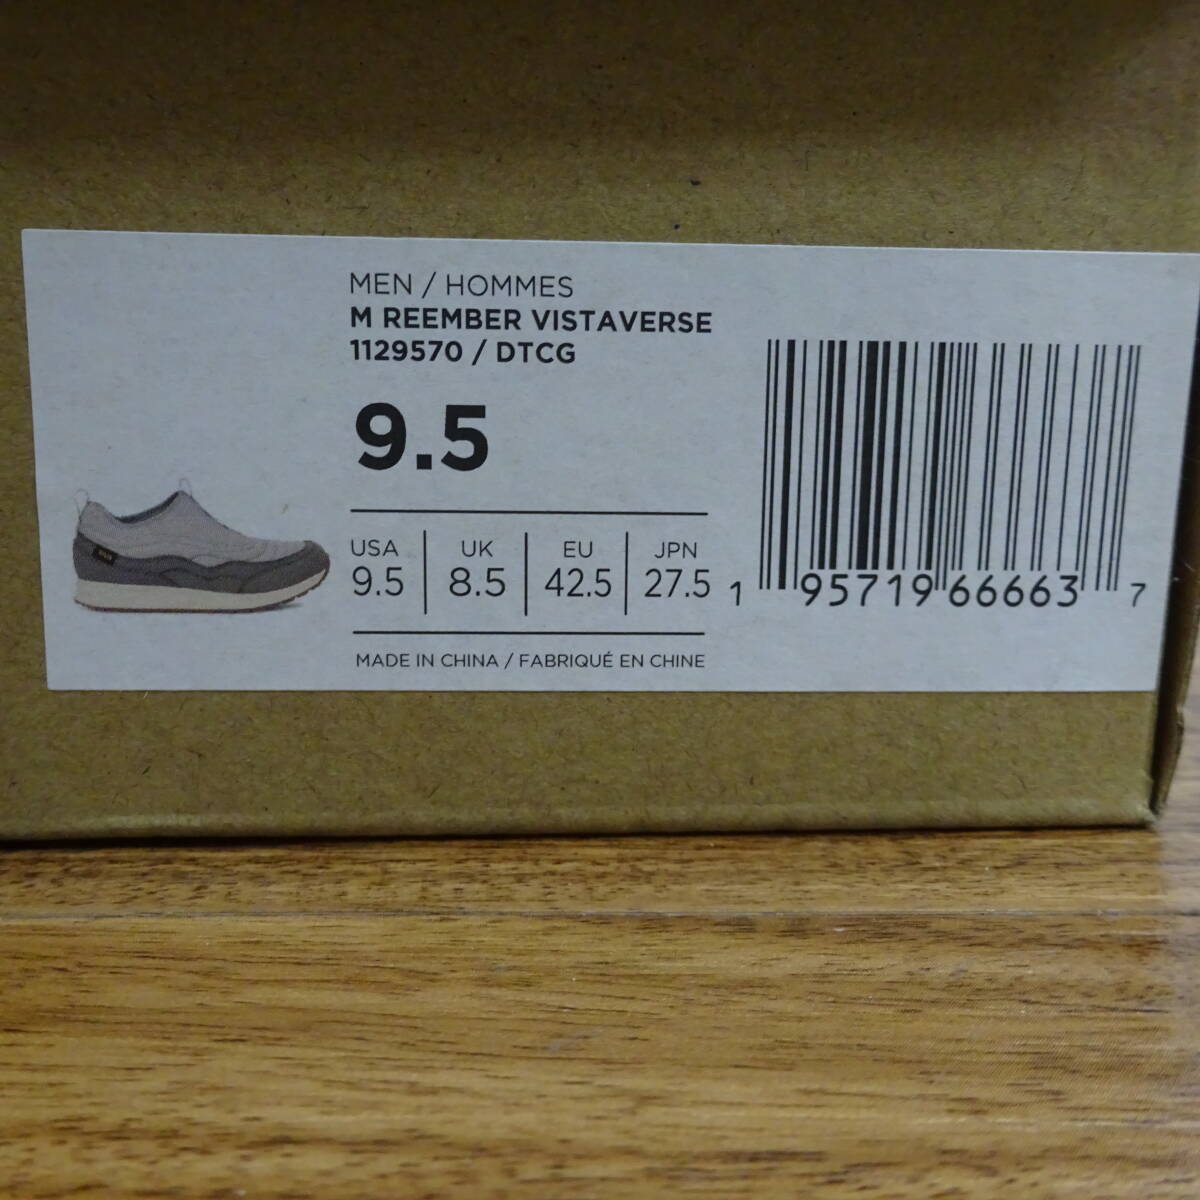 MEN / HOMMES
M REEMBER VISTAVERSE
1129570 / DTCG
9.5
USA UK EU JPN
9.5 8.5 42.5 27.5
MADE IN CHINA / FABRIQUÉ EN CHINE
1 95719 66663 7